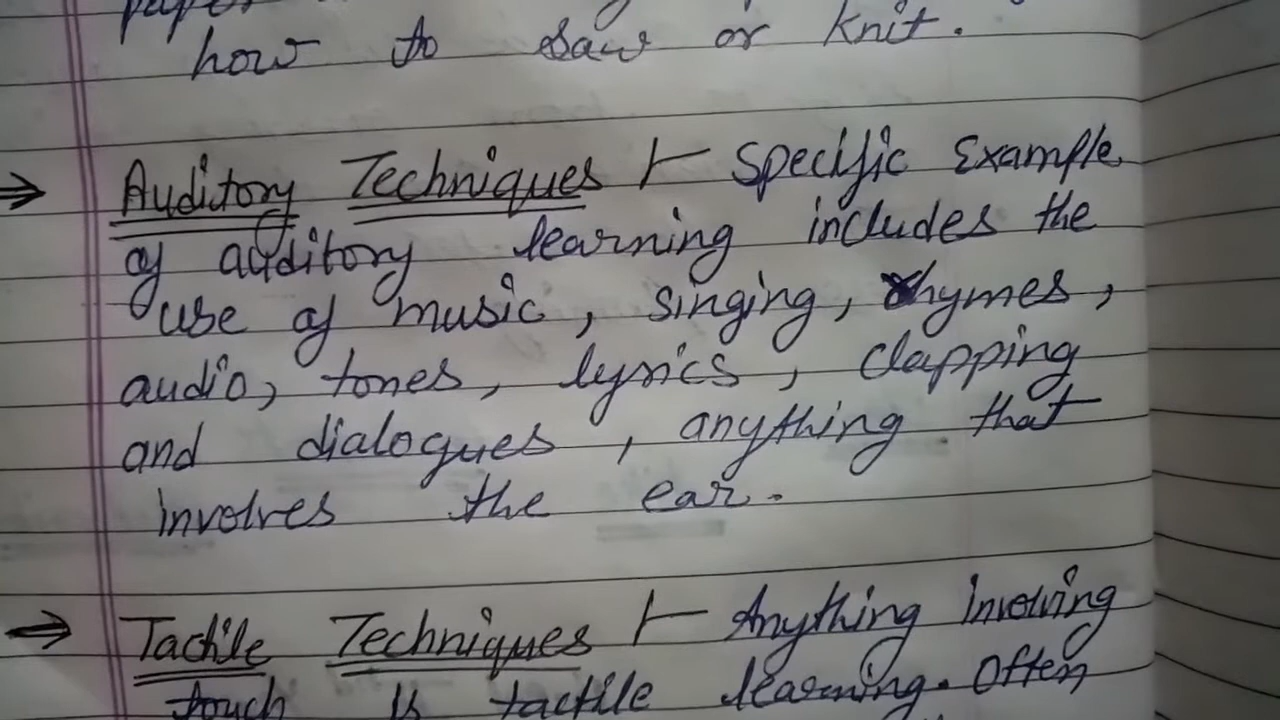 paper
how to saw or knit.
⇒ Auditory Techniques :- Specific Example
of auditory learning includes the
use of music, singing, rhymes,
audio, tones, lyrics, clapping
and dialogues, anything that
involves the ear.
⇒ Tactile Techniques :- Anything involving
touch is tactile learning. Often